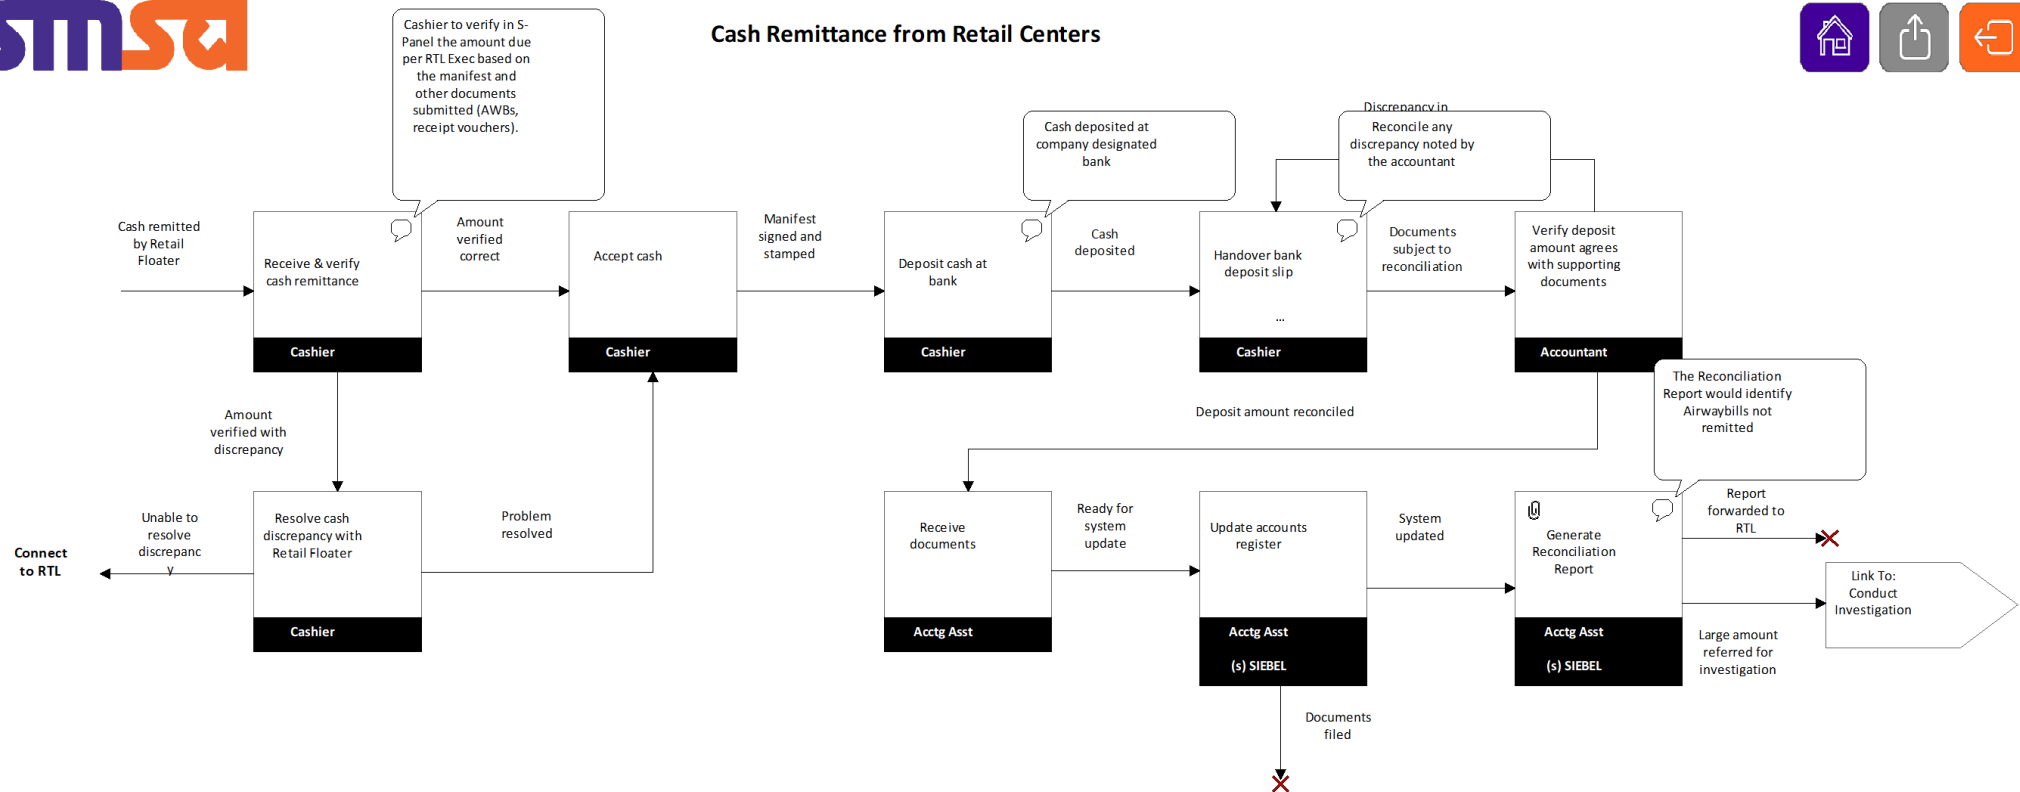 smsa
Cash Remittance from Retail Centers
Cashier to verify in S-
Panel the amount due
per RTL Exec based on
the manifest and
other documents
submitted (AWBs,
receipt vouchers).
Cash deposited at
company designated
bank
Discrepancy in
Reconcile any
discrepancy noted by
the accountant
Cash remitted
by Retail
Floater
Receive & verify
cash remittance
Cashier
Amount
verified
correct
Accept cash
Cashier
Manifest
signed and
stamped
Deposit cash at
bank
Cashier
Cash
deposited
Handover bank
deposit slip
...
Cashier
Documents
subject to
reconciliation
Verify deposit
amount agrees
with supporting
documents
Accountant
Amount
verified with
discrepancy
Deposit amount reconciled
The Reconciliation
Report would identify
Airwaybills not
remitted
Connect
to RTL
Unable to
resolve
discrepanc
y
Resolve cash
discrepancy with
Retail Floater
Cashier
Problem
resolved
Receive
documents
Acctg Asst
Ready for
system
update
Update accounts
register
Acctg Asst
(s) SIEBEL
System
updated
Generate
Reconciliation
Report
Acctg Asst
(s) SIEBEL
Report
forwarded to
RTL
Link To:
Conduct
Investigation
Large amount
referred for
investigation
Documents
filed